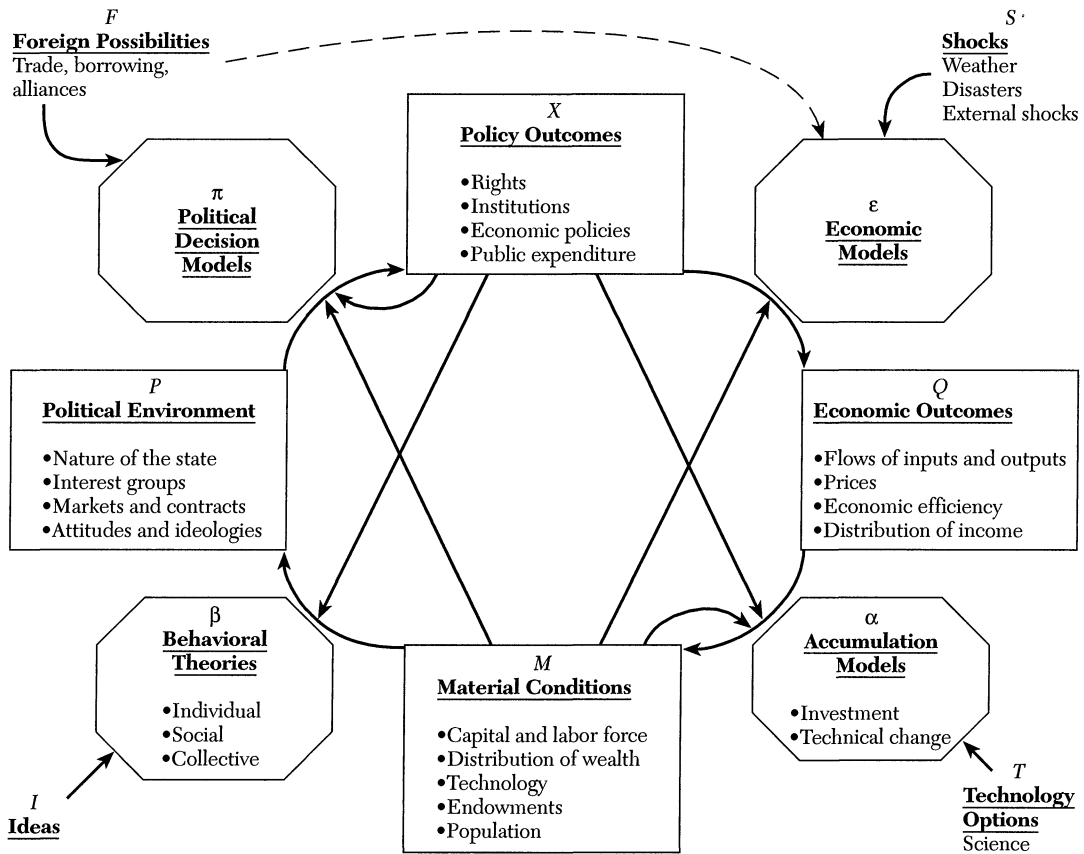 F
Foreign Possibilities
Trade, borrowing,
alliances
S
Shocks
Weather
Disasters
External shocks
X
Policy Outcomes
•Rights
•Institutions
•Economic policies
•Public expenditure
π
Political
Decision
Models
ε
Economic
Models
P
Political Environment
•Nature of the state
•Interest groups
•Markets and contracts
•Attitudes and ideologies
Q
Economic Outcomes
•Flows of inputs and outputs
•Prices
•Economic efficiency
•Distribution of income
β
Behavioral
Theories
•Individual
•Social
•Collective
M
Material Conditions
•Capital and labor force
•Distribution of wealth
•Technology
•Endowments
•Population
α
Accumulation
Models
•Investment
•Technical change
I
Ideas
T
Technology
Options
Science